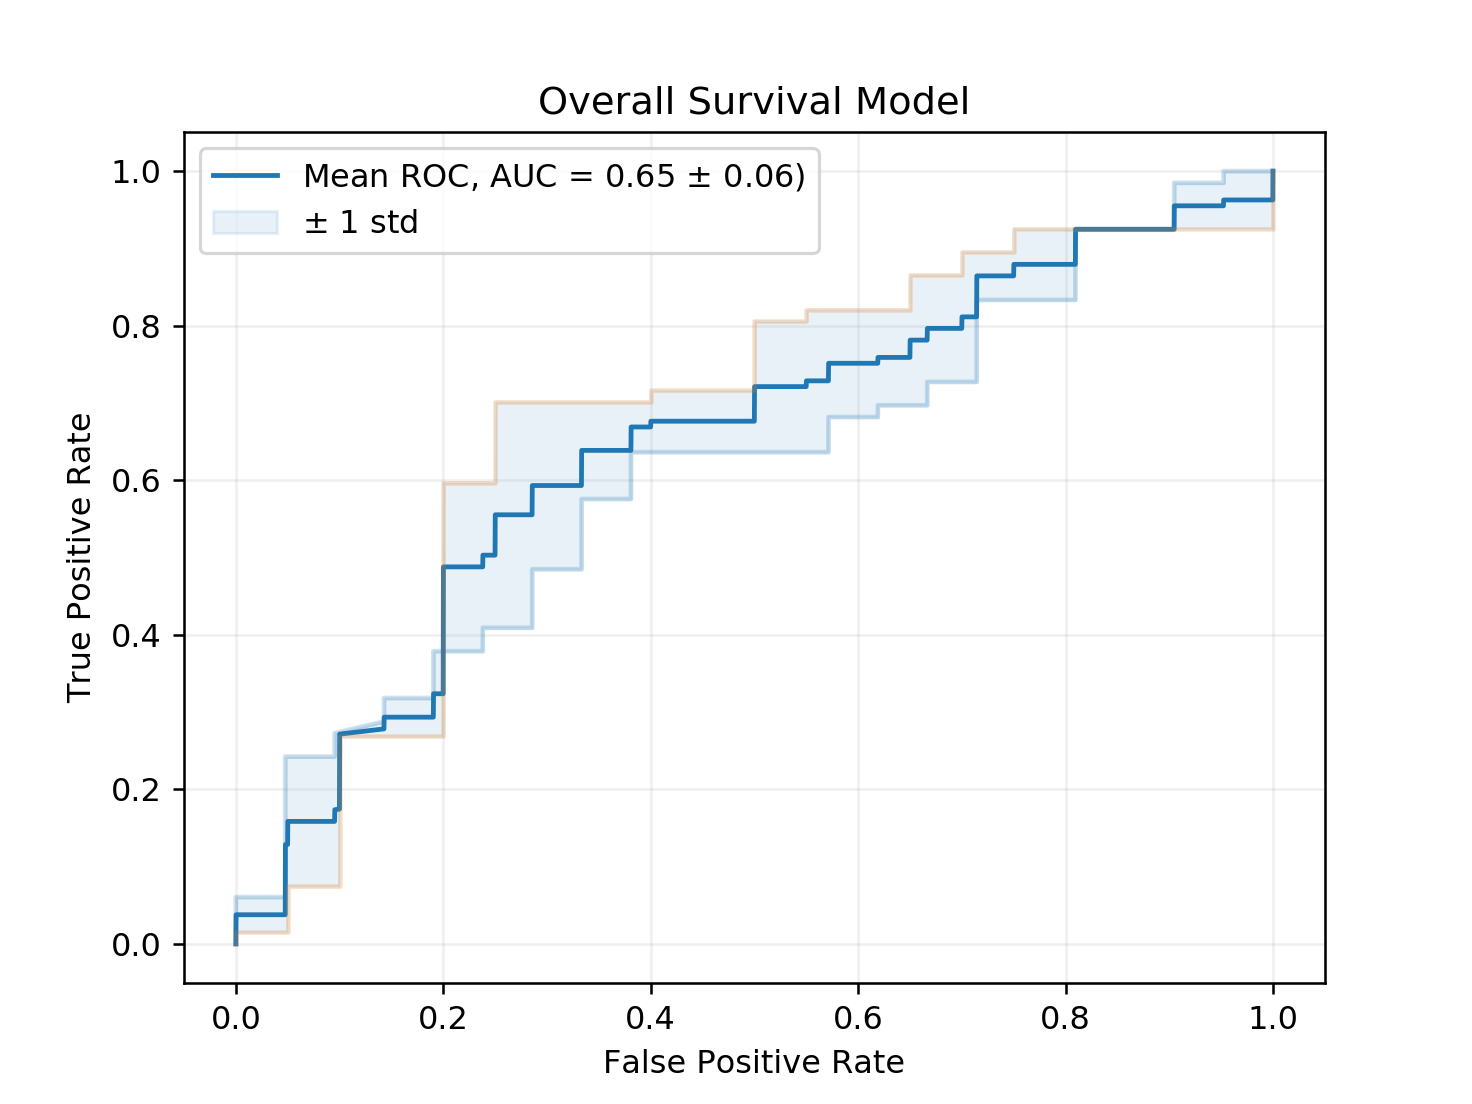 Overall Survival Model
Mean ROC, AUC = 0.65 ± 0.06)
± 1 std
True Positive Rate
1.0
0.8
0.6
0.4
0.2
0.0
0.0 0.2 0.4 0.6 0.8 1.0
False Positive Rate